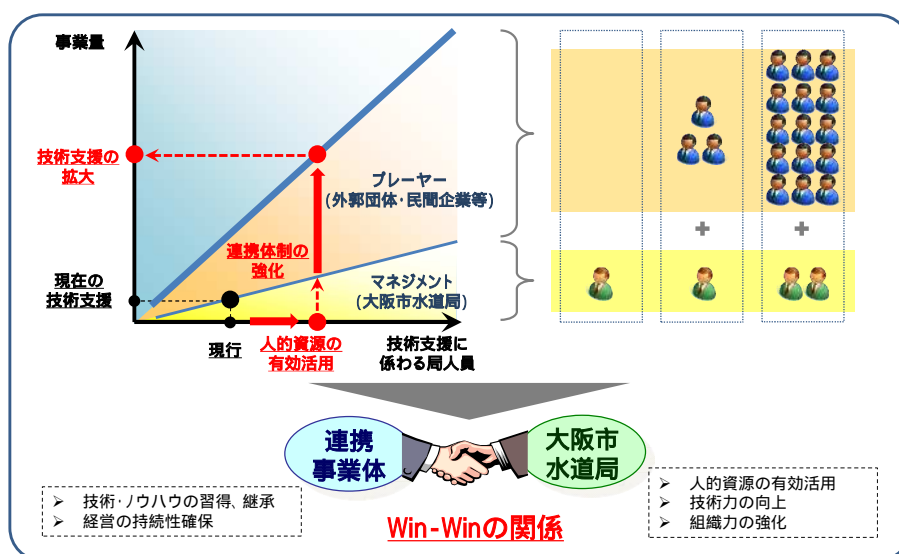 事業量
技術支援の
拡大
プレーヤー
(外郭団体・民間企業等)
連携体制の
強化
現在の
技術支援
マネジメント
(大阪市水道局)
現行
人的資源の
有効活用
技術支援に
係わる局人員
+
+
連携
事業体
大阪市
水道局
➢ 技術・ノウハウの習得、継承
➢ 経営の持続性確保
Win-Winの関係
➢ 人的資源の有効活用
➢ 技術力の向上
➢ 組織力の強化